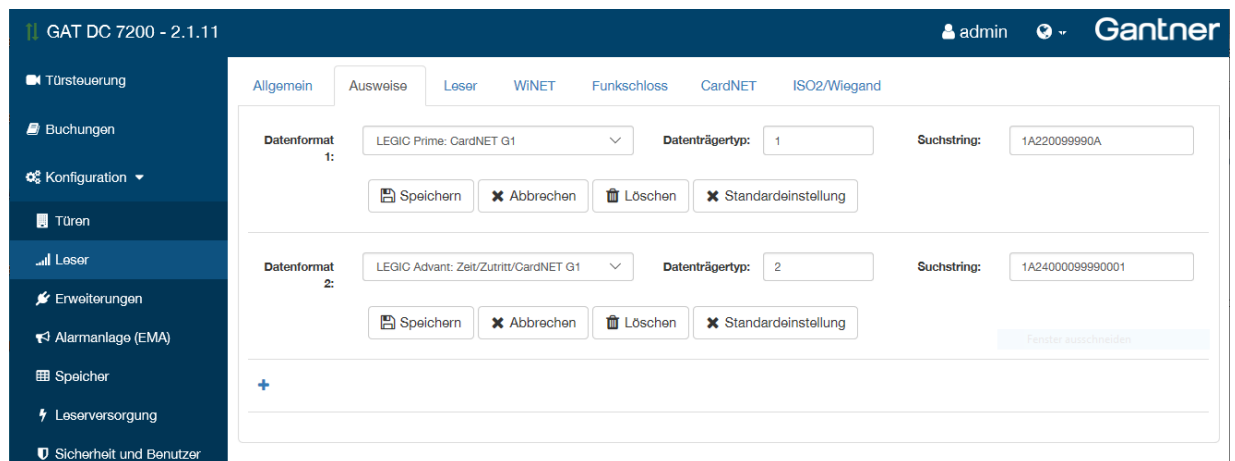 GAT DC 7200 - 2.1.11
admin
Gantner
Türsteuerung
Buchungen
Konfiguration
Türen
Leser
Erweiterungen
Alarmanlage (EMA)
Speicher
Leserversorgung
Sicherheit und Benutzer
Allgemein Ausweise Leser WiNET Funkschloss CardNET ISO2/Wiegand
Datenformat 1: LEGIC Prime: CardNET G1 Datenträgertyp: 1 Suchstring: 1A220099990A
Speichern Abbrechen Löschen Standardeinstellung
Datenformat 2: LEGIC Advant: Zeit/Zutritt/CardNET G1 Datenträgertyp: 2 Suchstring: 1A24000099990001
Speichern Abbrechen Löschen Standardeinstellung
Fenster ausschneiden